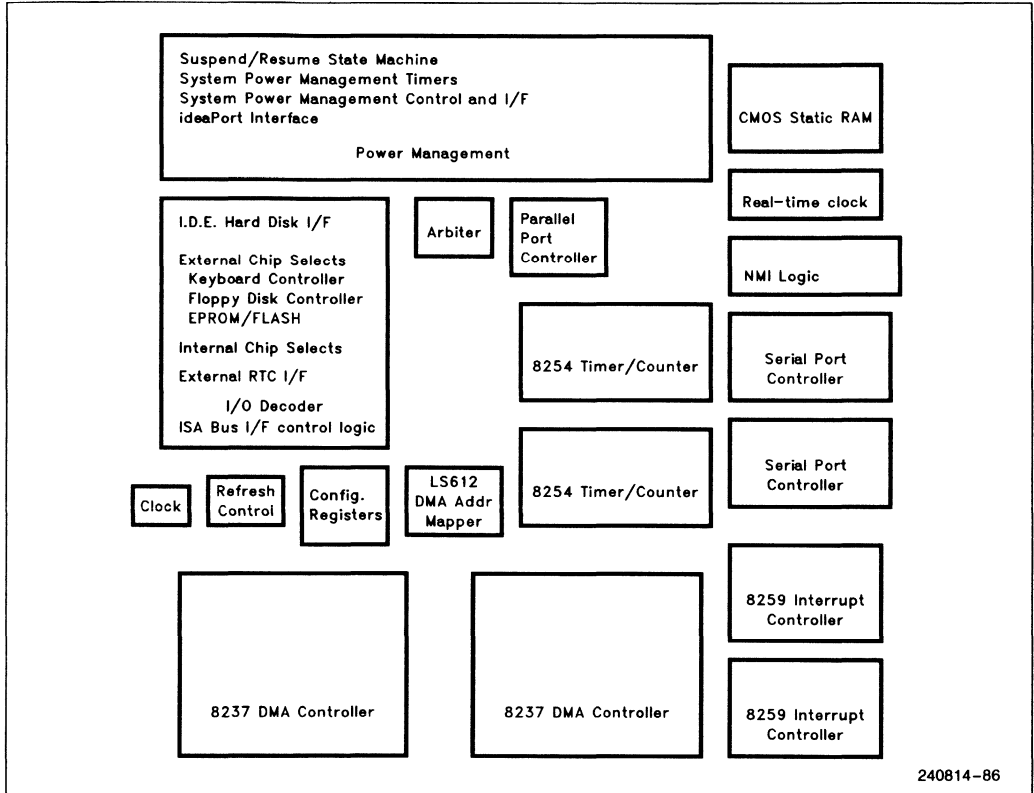 Suspend/Resume State Machine
System Power Management Timers
System Power Management Control and I/F
ideaPort Interface
Power Management
CMOS Static RAM
Real-time clock
NMI Logic
I.D.E. Hard Disk I/F
External Chip Selects
Keyboard Controller
Floppy Disk Controller
EPROM/FLASH
Internal Chip Selects
External RTC I/F
I/O Decoder
ISA Bus I/F control logic
Arbiter
Parallel
Port
Controller
8254 Timer/Counter
Serial Port
Controller
8254 Timer/Counter
Serial Port
Controller
Clock
Refresh
Control
Config.
Registers
LS612
DMA Addr
Mapper
8237 DMA Controller
8237 DMA Controller
8259 Interrupt
Controller
8259 Interrupt
Controller
240814-86